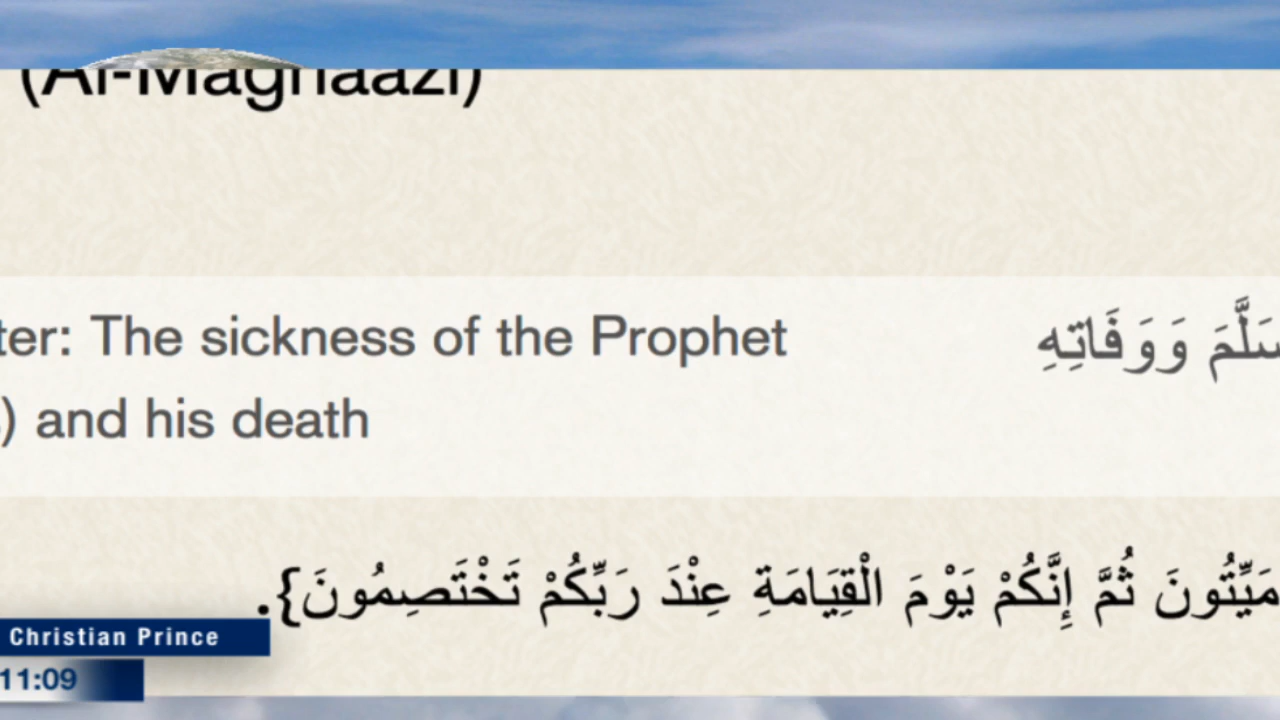 (Al-Maghaazi)
ter: The sickness of the Prophet
سَلَّمَ وَوَفَاتِهِ
) and his death
مَيِّتُونَ ثُمَّ إِنَّكُمْ يَوْمَ الْقِيَامَةِ عِنْدَ رَبِّكُمْ تَخْتَصِمُونَ}.
Christian Prince
11:09